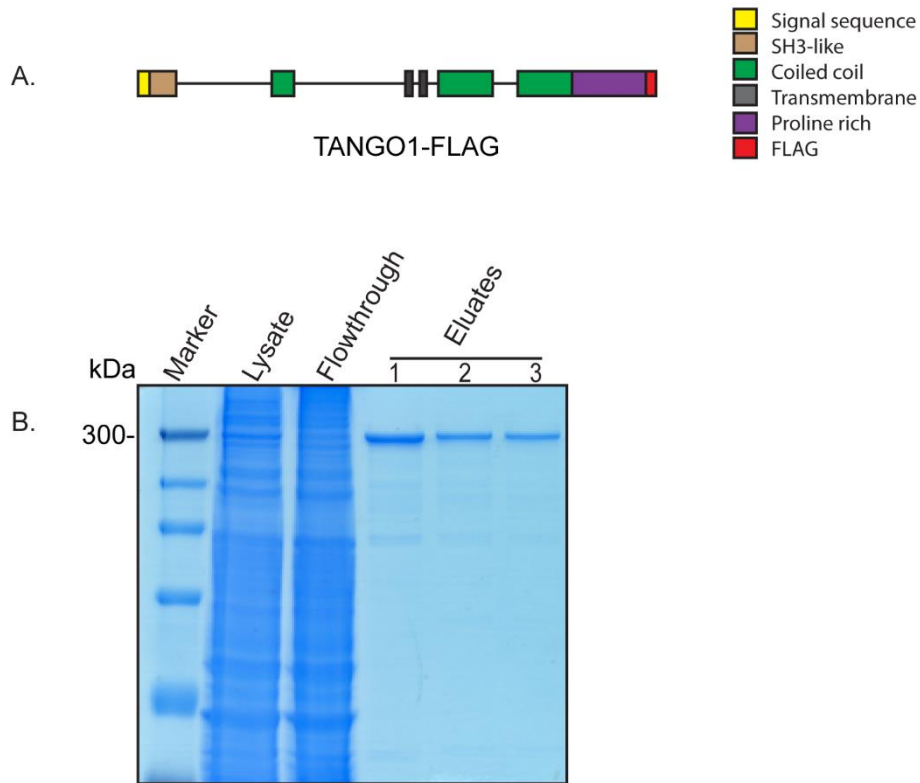 A.
TANGO1-FLAG
Signal sequence
SH3-like
Coiled coil
Transmembrane
Proline rich
FLAG
B.
kDa
Marker
Lysate
Flowthrough
Eluates
1 2 3
300-